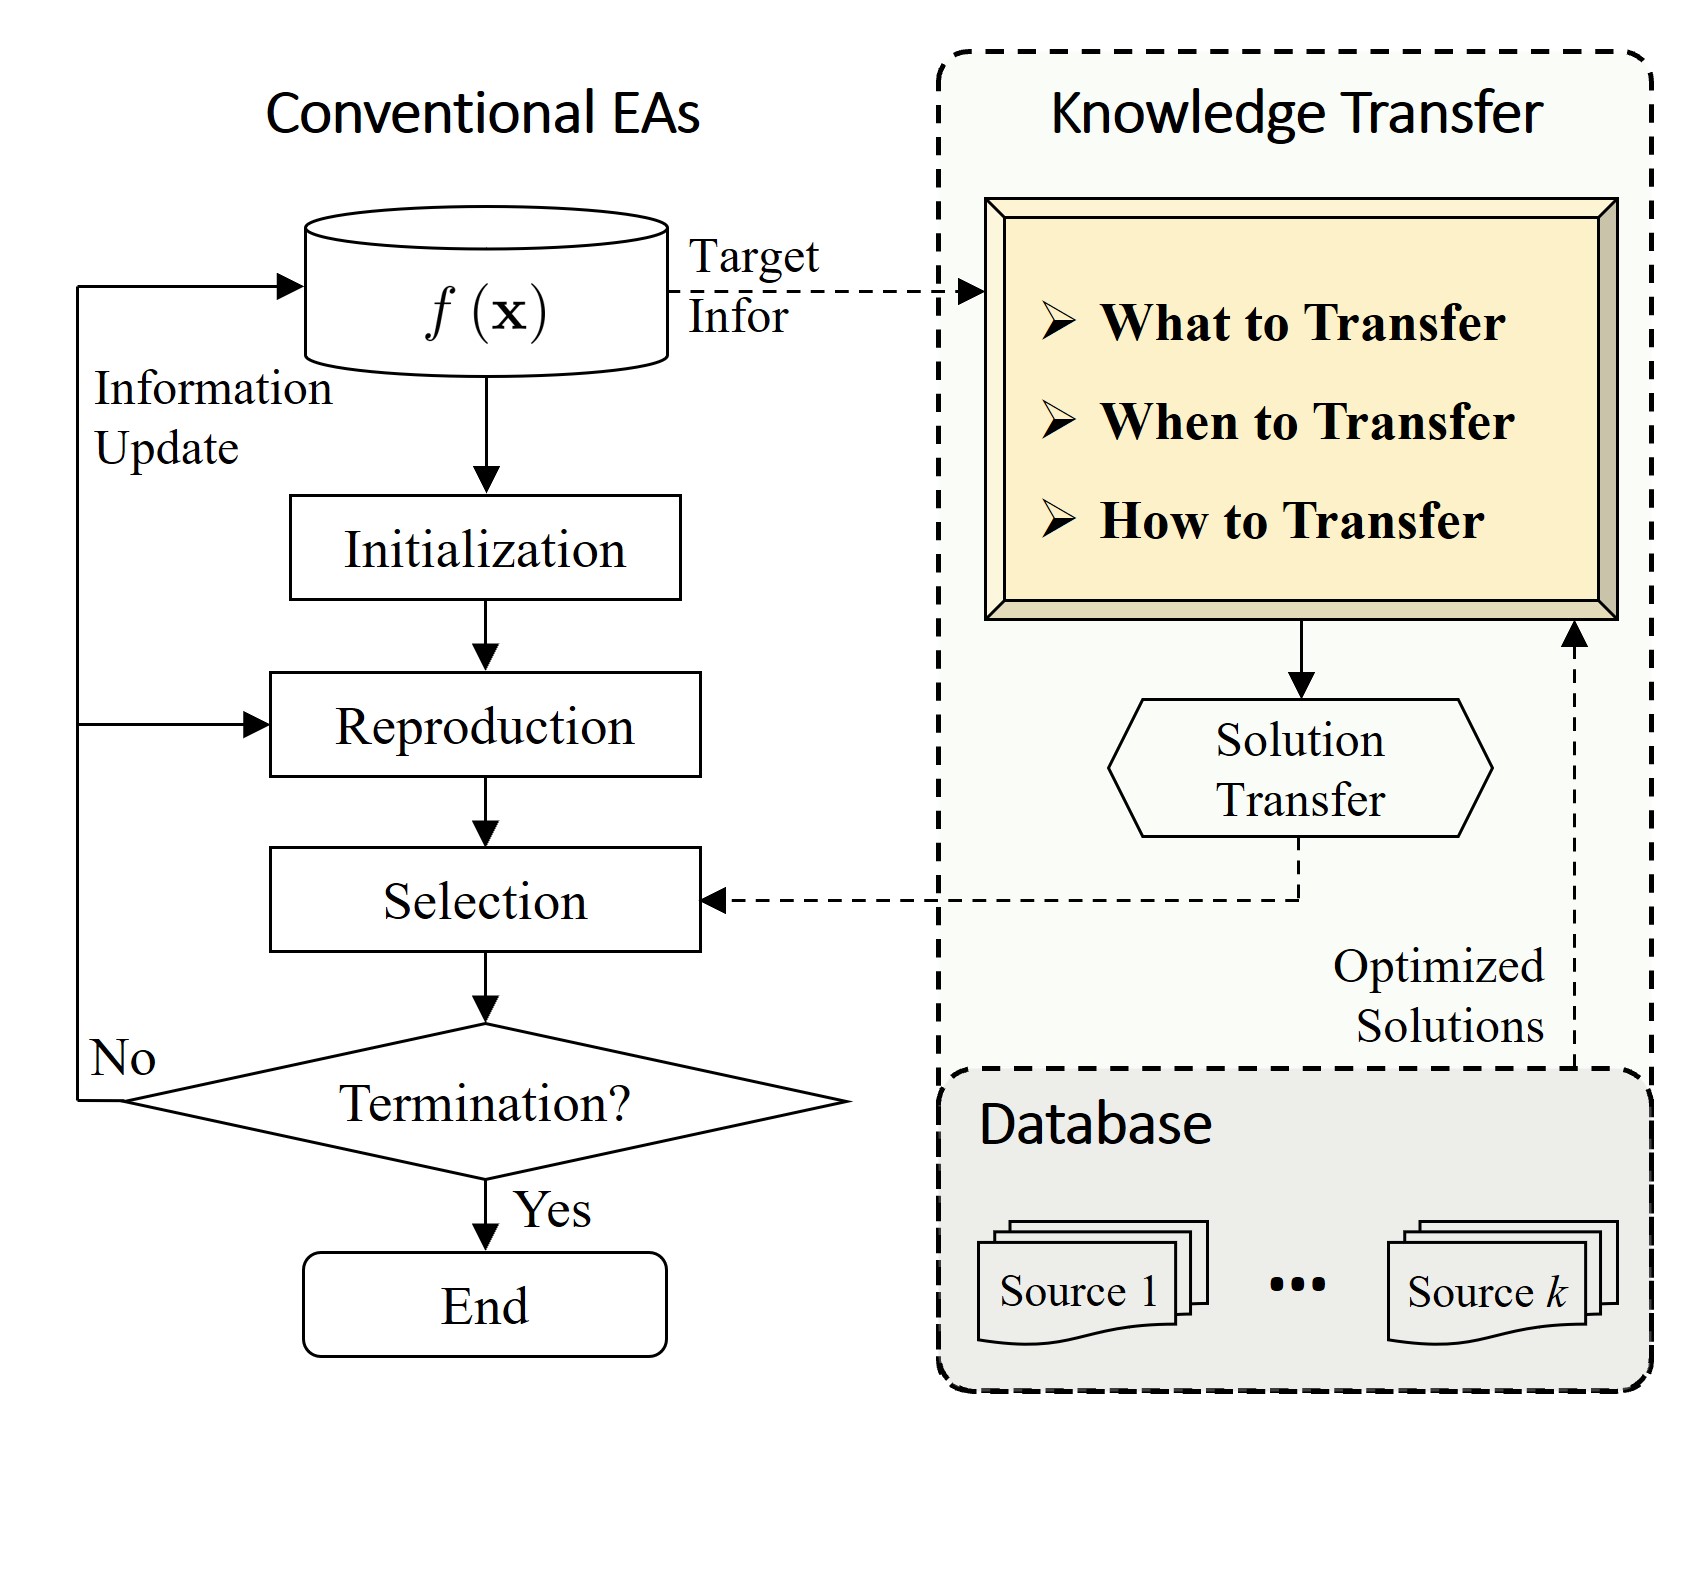 Conventional EAs
f (x)
Information
Update
Initialization
Reproduction
Selection
No
Termination?
Yes
End
Target
Infor
Knowledge Transfer
➢ What to Transfer
➢ When to Transfer
➢ How to Transfer
Solution
Transfer
Optimized
Solutions
Database
Source 1
•••
Source k